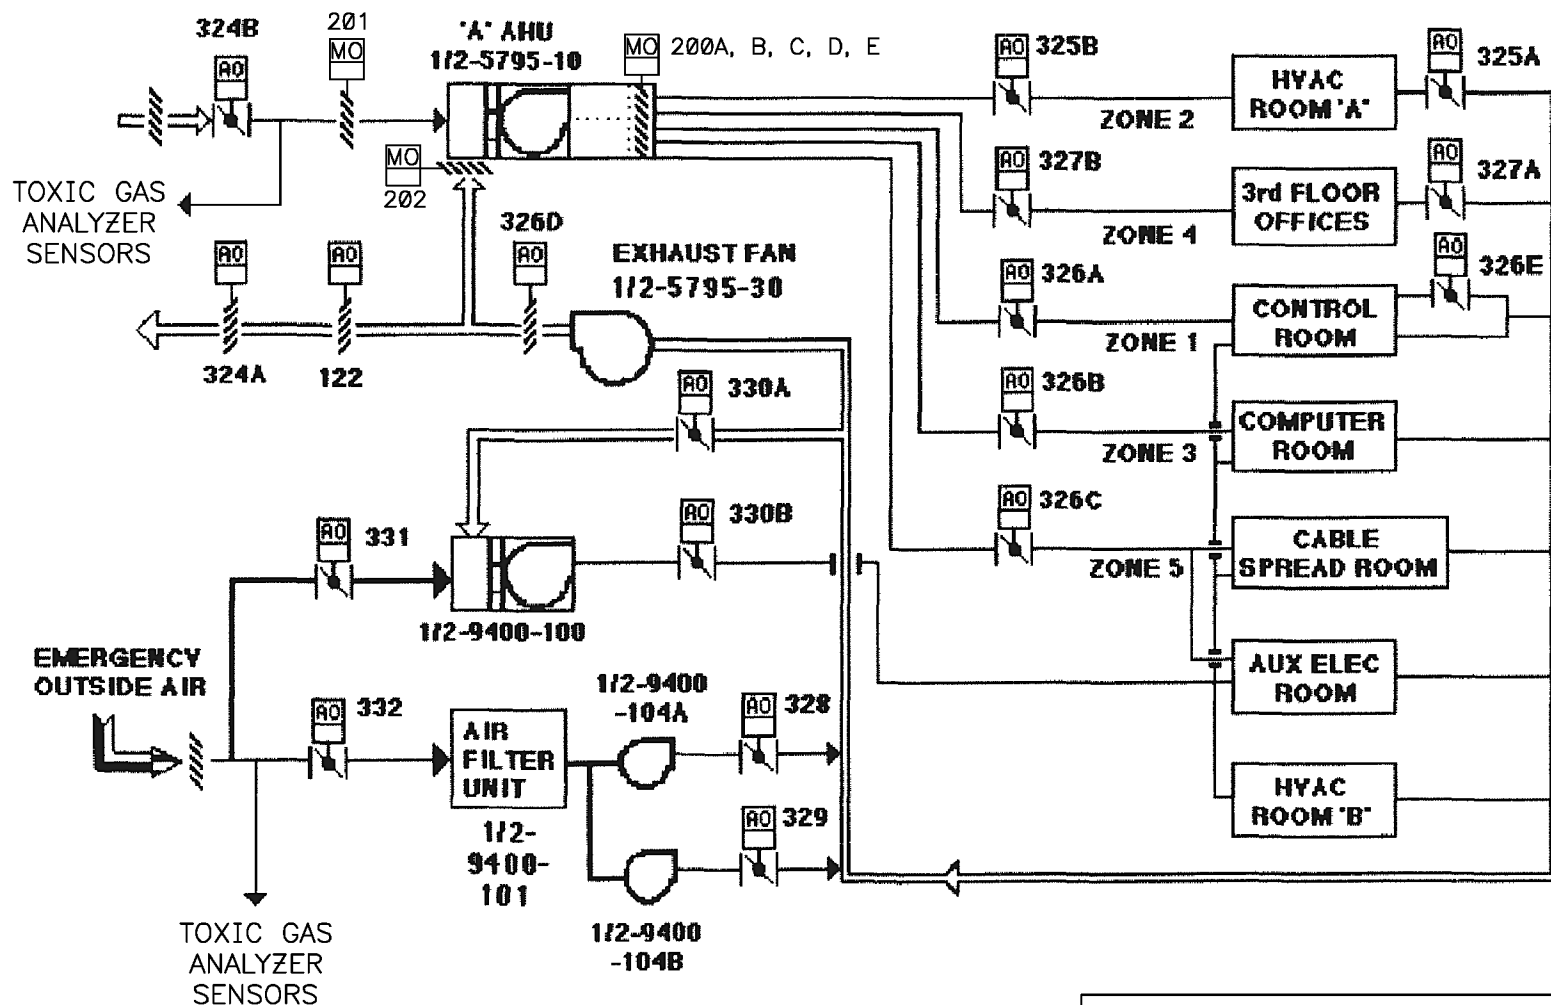 324B
AO
201
MO
"A" AHU
1/2-5795-10
MO
200A, B, C, D, E
AO
325B
ZONE 2
HVAC
ROOM "A"
AO
325A
TOXIC GAS
ANALYZER
SENSORS
MO
202
AO
327B
ZONE 4
3rd FLOOR
OFFICES
AO
327A
AO
324A
AO
122
326D
AO
EXHAUST FAN
1/2-5795-30
AO
326A
ZONE 1
CONTROL
ROOM
AO
326E
AO
330A
AO
326B
ZONE 3
COMPUTER
ROOM
AO
331
AO
330B
1/2-9400-100
AO
326C
ZONE 5
CABLE
SPREAD ROOM
EMERGENCY
OUTSIDE AIR
AO
332
AIR
FILTER
UNIT
1/2-
9400-
101
1/2-9400
-104A
AO
328
AUX ELEC
ROOM
AO
329
1/2-9400
-104B
HVAC
ROOM "B"
TOXIC GAS
ANALYZER
SENSORS